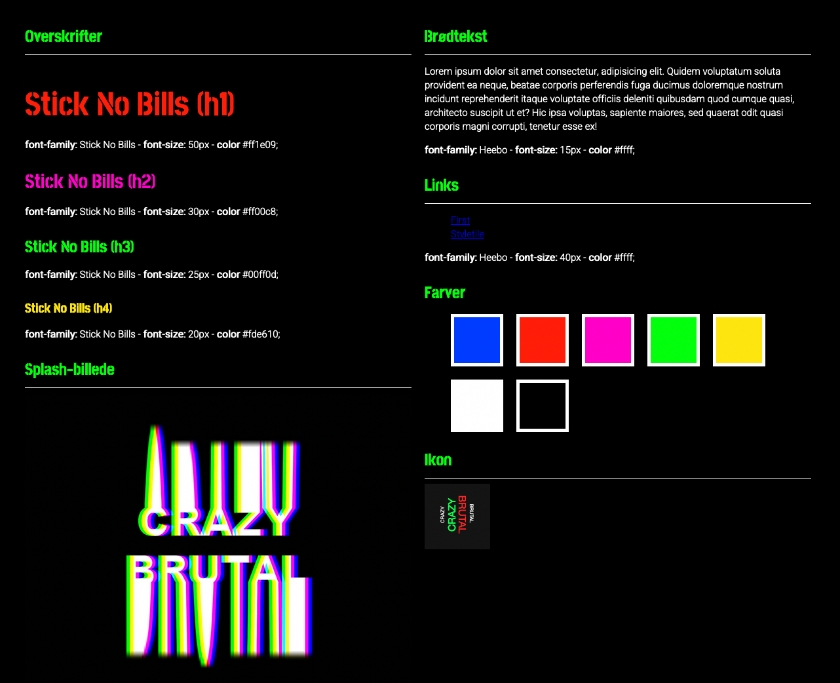 Overskrifter
Stick No Bills (h1)
font-family: Stick No Bills - font-size: 50px - color #ff1e09;
Stick No Bills (h2)
font-family: Stick No Bills - font-size: 30px - color #ff00c8;
Stick No Bills (h3)
font-family: Stick No Bills - font-size: 25px - color #00ff0d;
Stick No Bills (h4)
font-family: Stick No Bills - font-size: 20px - color #fde610;
Splash-billede
CRAZY
BRUTAL
Brødtekst
Lorem ipsum dolor sit amet consectetur, adipisicing elit. Quidem voluptatum soluta
provident ea neque, beatae corporis perferendis fuga ducimus doloremque nostrum
incidunt reprehenderit itaque voluptate officiis deleniti quibusdam quod cumque quasi,
architecto suscipit ut et? Hic ipsa voluptas, sapiente maiores, sed quaerat odit quasi
corporis magni corrupti, tenetur esse ex!
font-family: Heebo - font-size: 15px - color #ffff;
Links
font-family: Heebo - font-size: 40px - color #ffff;
Farver
Ikon
CRAZY
CRAZY
BRUTAL
BRUTAL